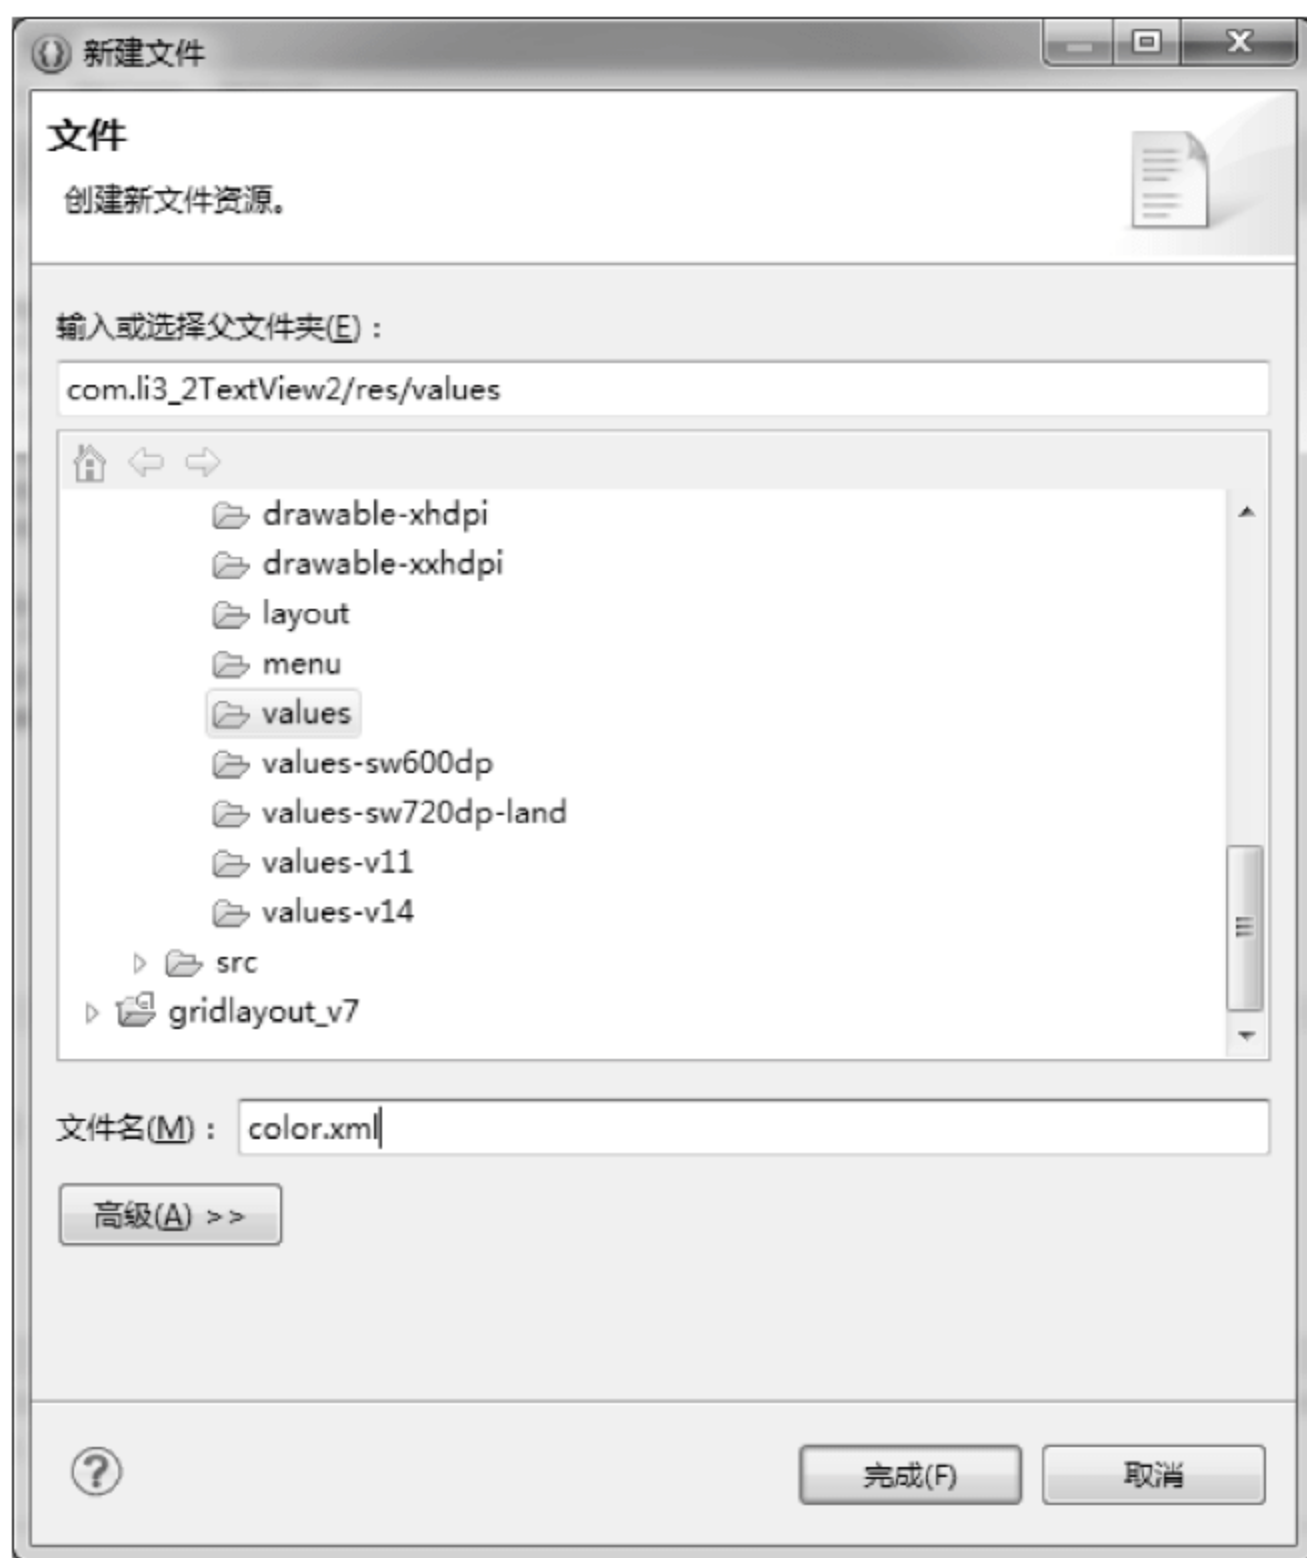 新建文件
文件
创建新文件资源。
输入或选择父文件夹(E)：
com.li3_2TextView2/res/values
drawable-xhdpi
drawable-xxhdpi
layout
menu
values
values-sw600dp
values-sw720dp-land
values-v11
values-v14
src
gridlayout_v7
文件名(M)： color.xml
高级(A) >>
完成(F) 取消